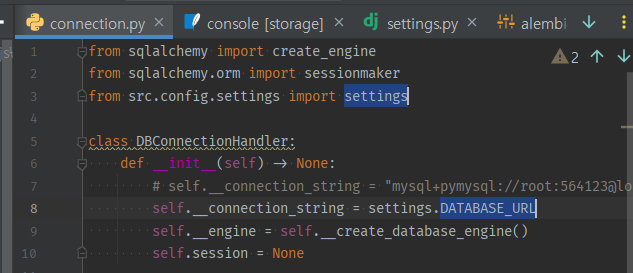 connection.py × console [storage] × settings.py × alembi
1 from sqlalchemy import create_engine
2 from sqlalchemy.orm import sessionmaker
3 from src.config.settings import settings
2
4
5 class DBConnectionHandler:
6 def __init__(self) → None:
7 # self.__connection_string = "mysql+pymysql://root:564123@lo
8 self.__connection_string = settings.DATABASE_URL
9 self.__engine = self.__create_database_engine()
10 self.session = None